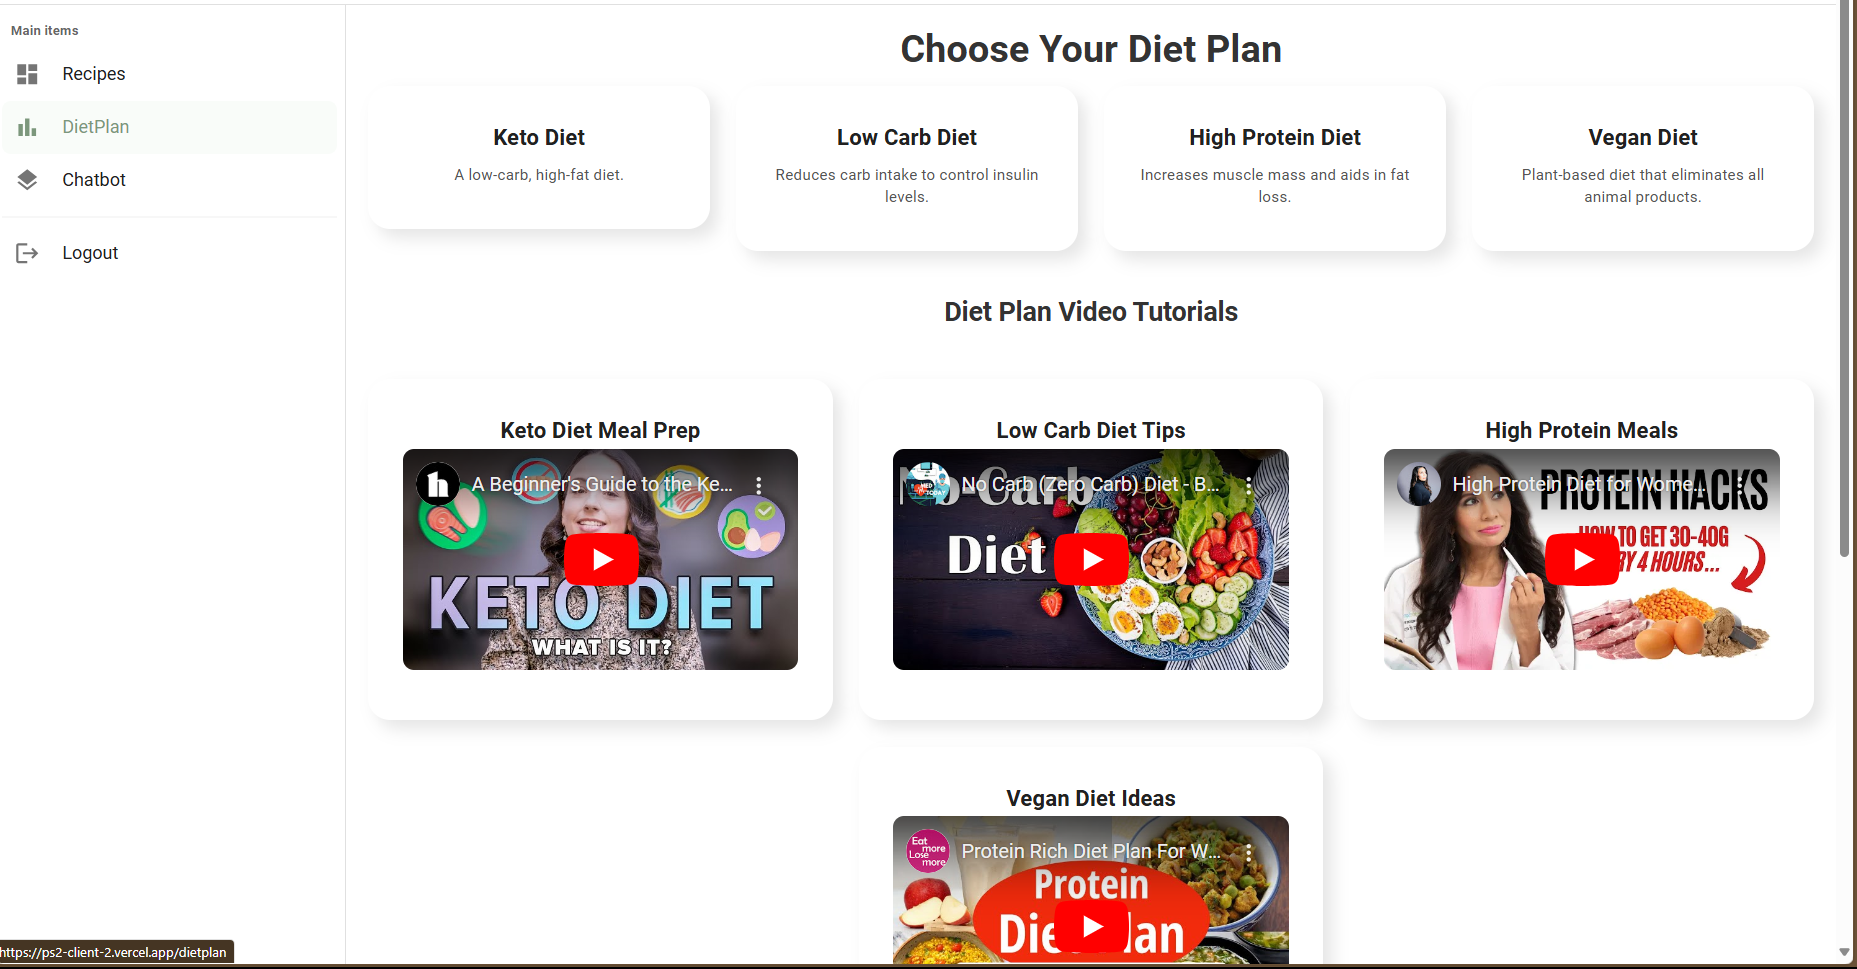 Main items
Recipes
DietPlan
Chatbot
Logout
Choose Your Diet Plan
Keto Diet
A low-carb, high-fat diet.
Low Carb Diet
Reduces carb intake to control insulin
levels.
High Protein Diet
Increases muscle mass and aids in fat
loss.
Vegan Diet
Plant-based diet that eliminates all
animal products.
Diet Plan Video Tutorials
Keto Diet Meal Prep
A Beginner's Guide to the Ke...
KETO DIET
WHAT IS IT?
Low Carb Diet Tips
MED
TODAY
No Carb (Zero Carb) Diet - B...
No-Carb
Diet
High Protein Meals
High Protein Diet for Wome...
PROTEIN HACKS
HOW TO GET 30-40G
RY 4 HOURS...
Vegan Diet Ideas
Eat
more
Lose
more
Protein Rich Diet Plan For W...
Protein
Die lan
https://ps2-client-2.vercel.app/dietplan